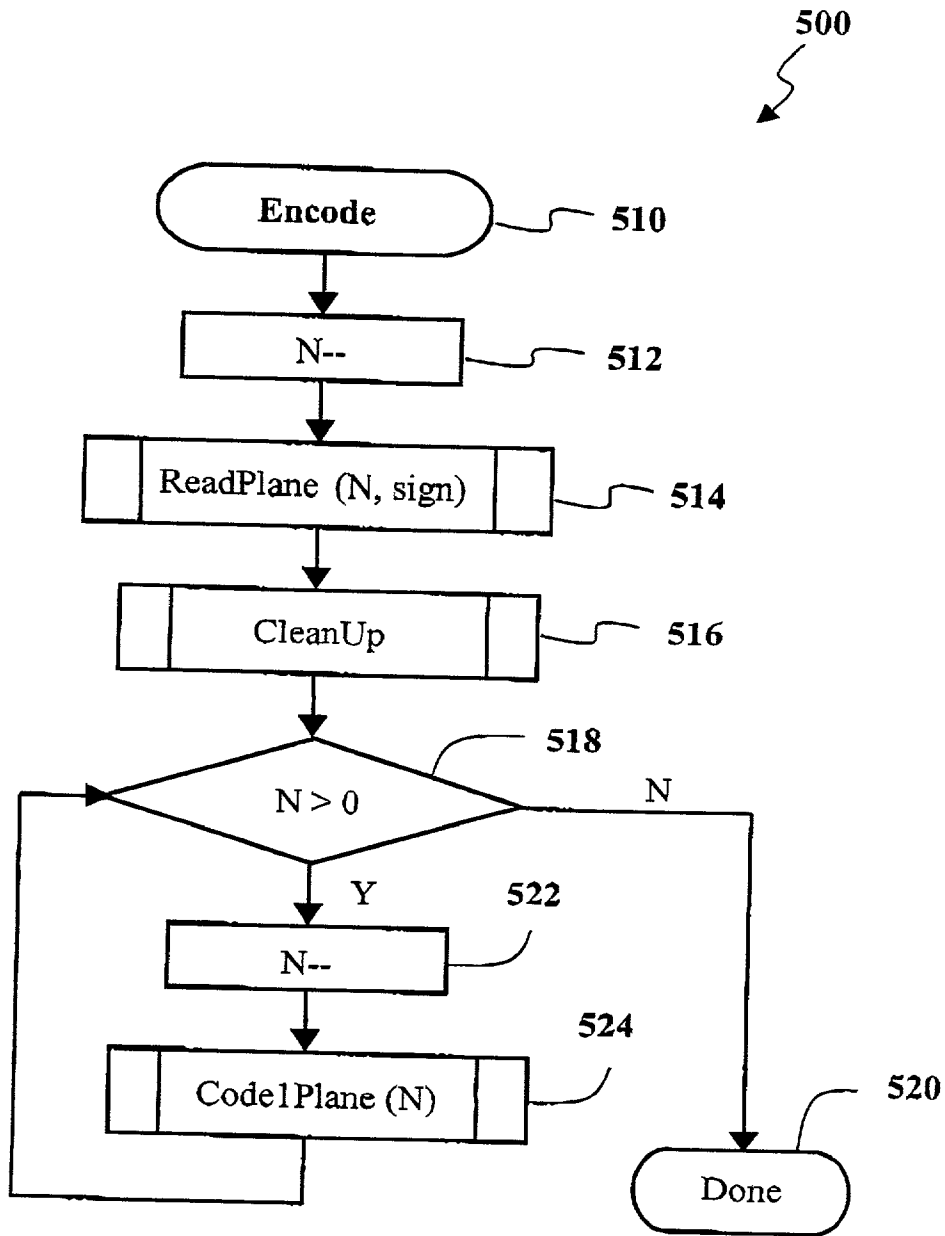 500
Encode
510
N--
512
ReadPlane (N, sign)
514
CleanUp
516
518
N > 0
N
Y
522
N--
524
Code1Plane (N)
520
Done